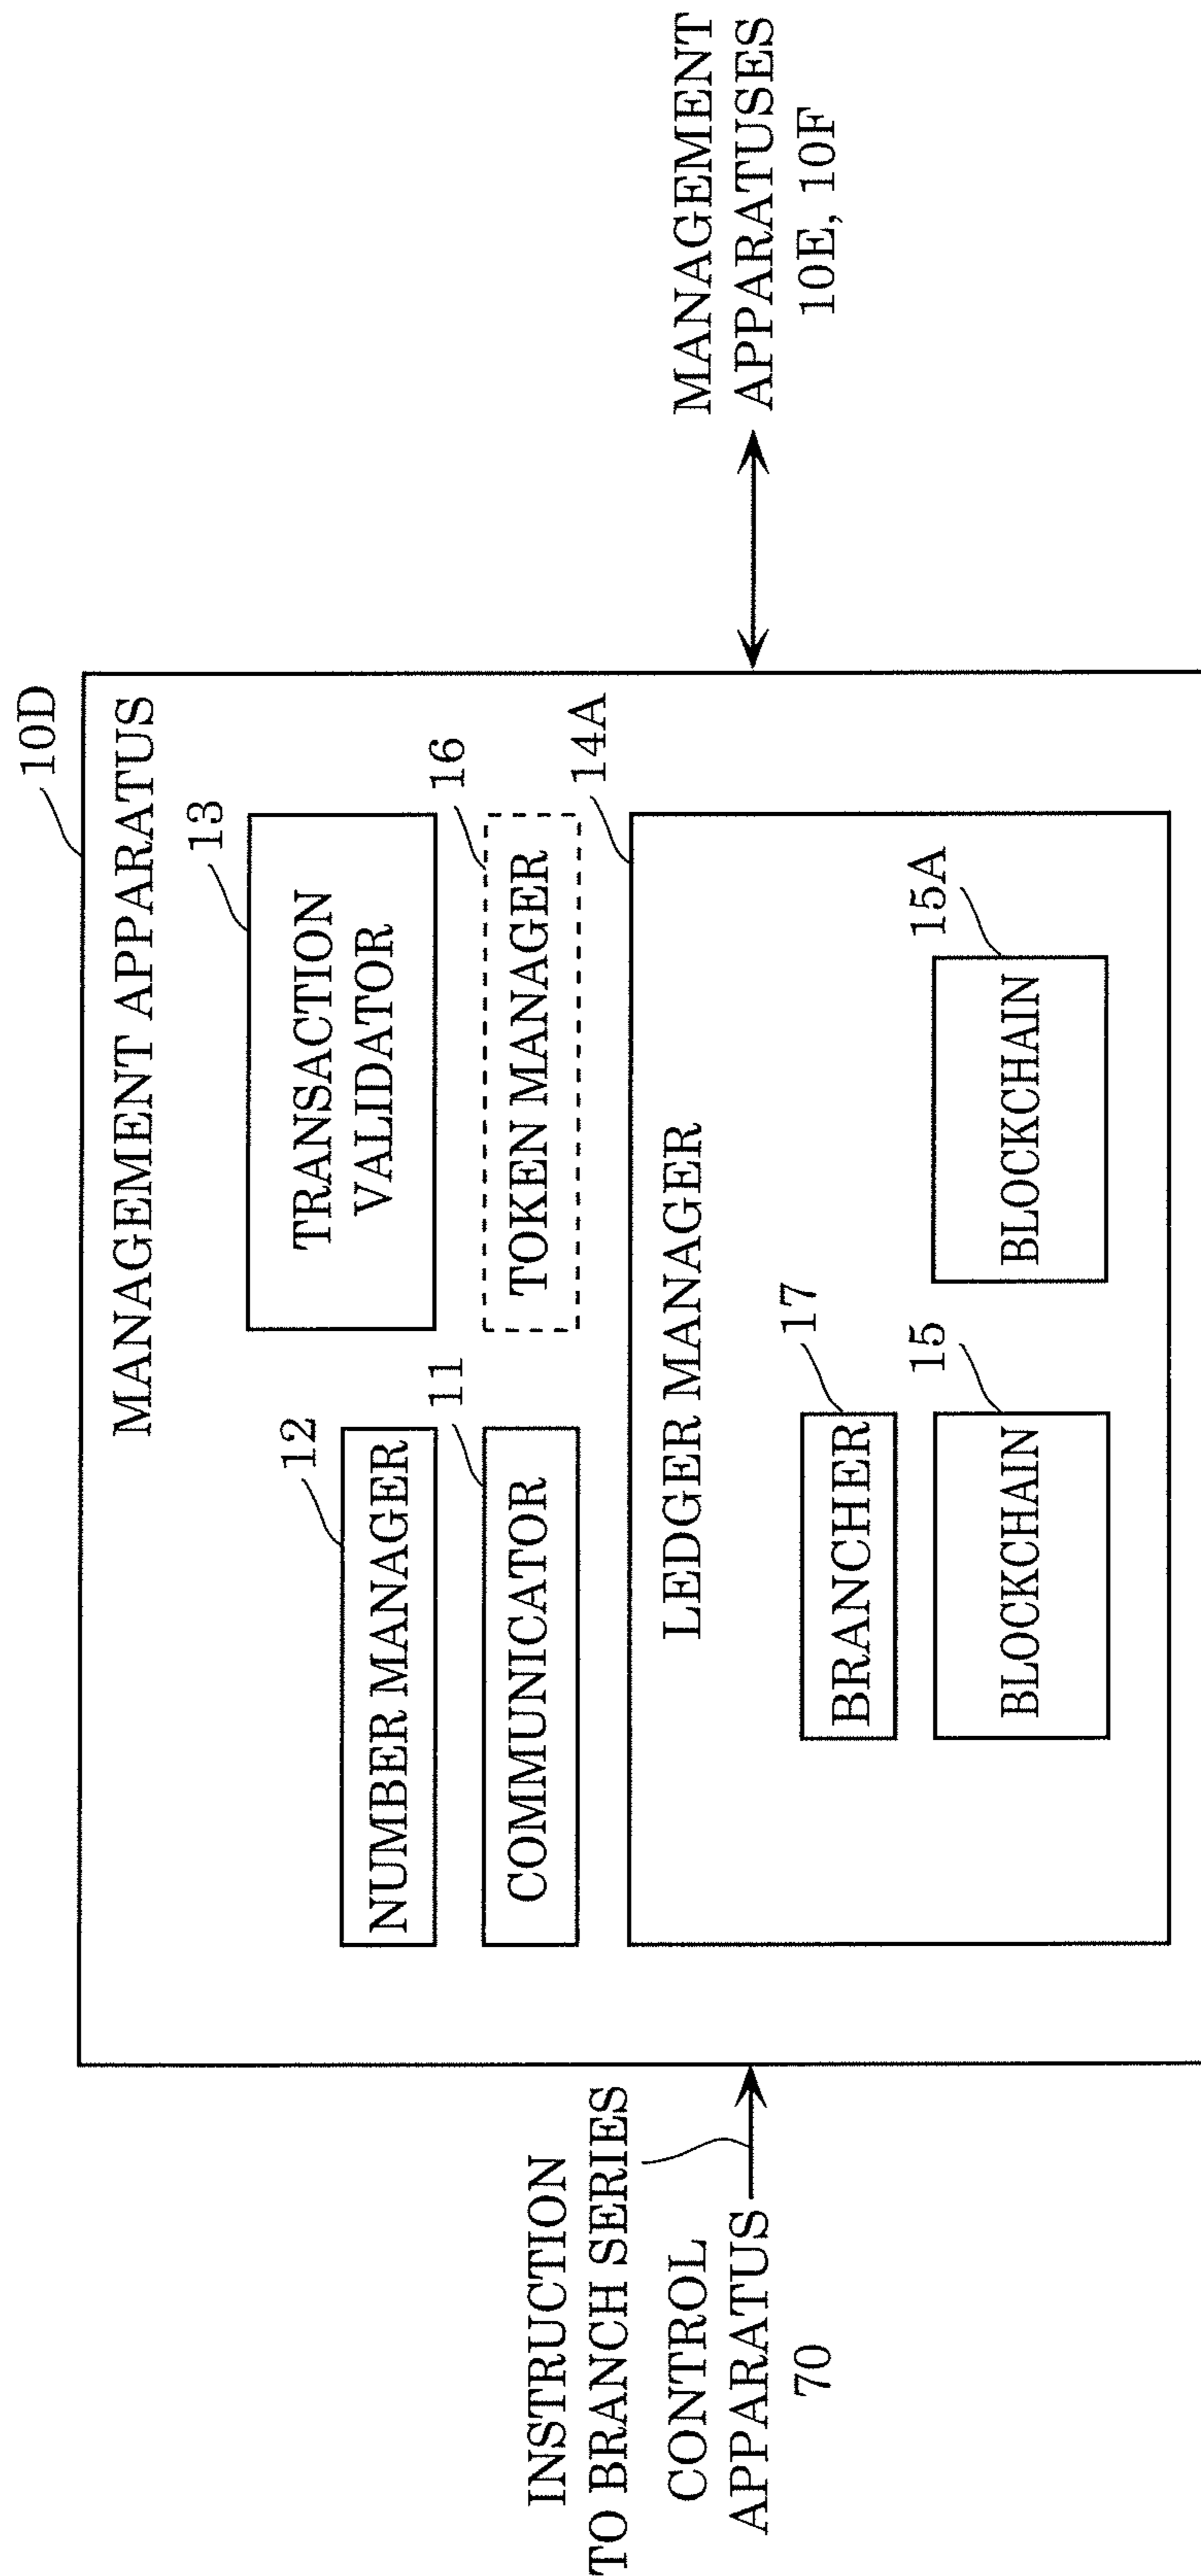 10D
MANAGEMENT APPARATUS
12
NUMBER MANAGER
13
TRANSACTION
VALIDATOR
11
COMMUNICATOR
16
TOKEN MANAGER
14A
LEDGER MANAGER
17
BRANCHER
15
BLOCKCHAIN
15A
BLOCKCHAIN
INSTRUCTION
TO BRANCH SERIES
CONTROL
APPARATUS
70
MANAGEMENT
APPARATUSES
10E, 10F